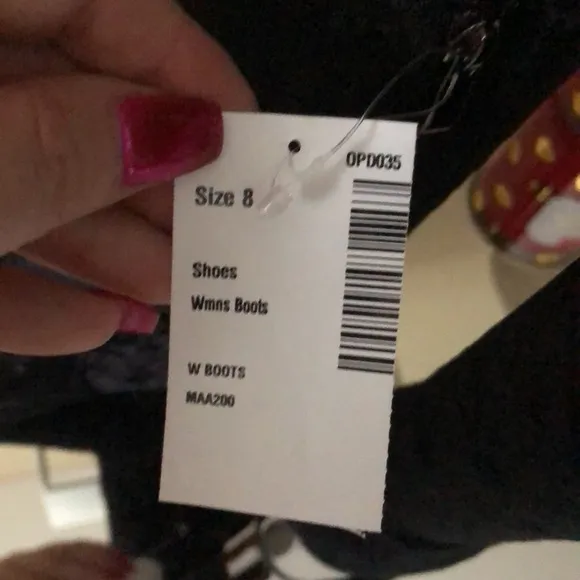 OPD035
Size 8
Shoes
Wmns Boots
W BOOTS
MAA200